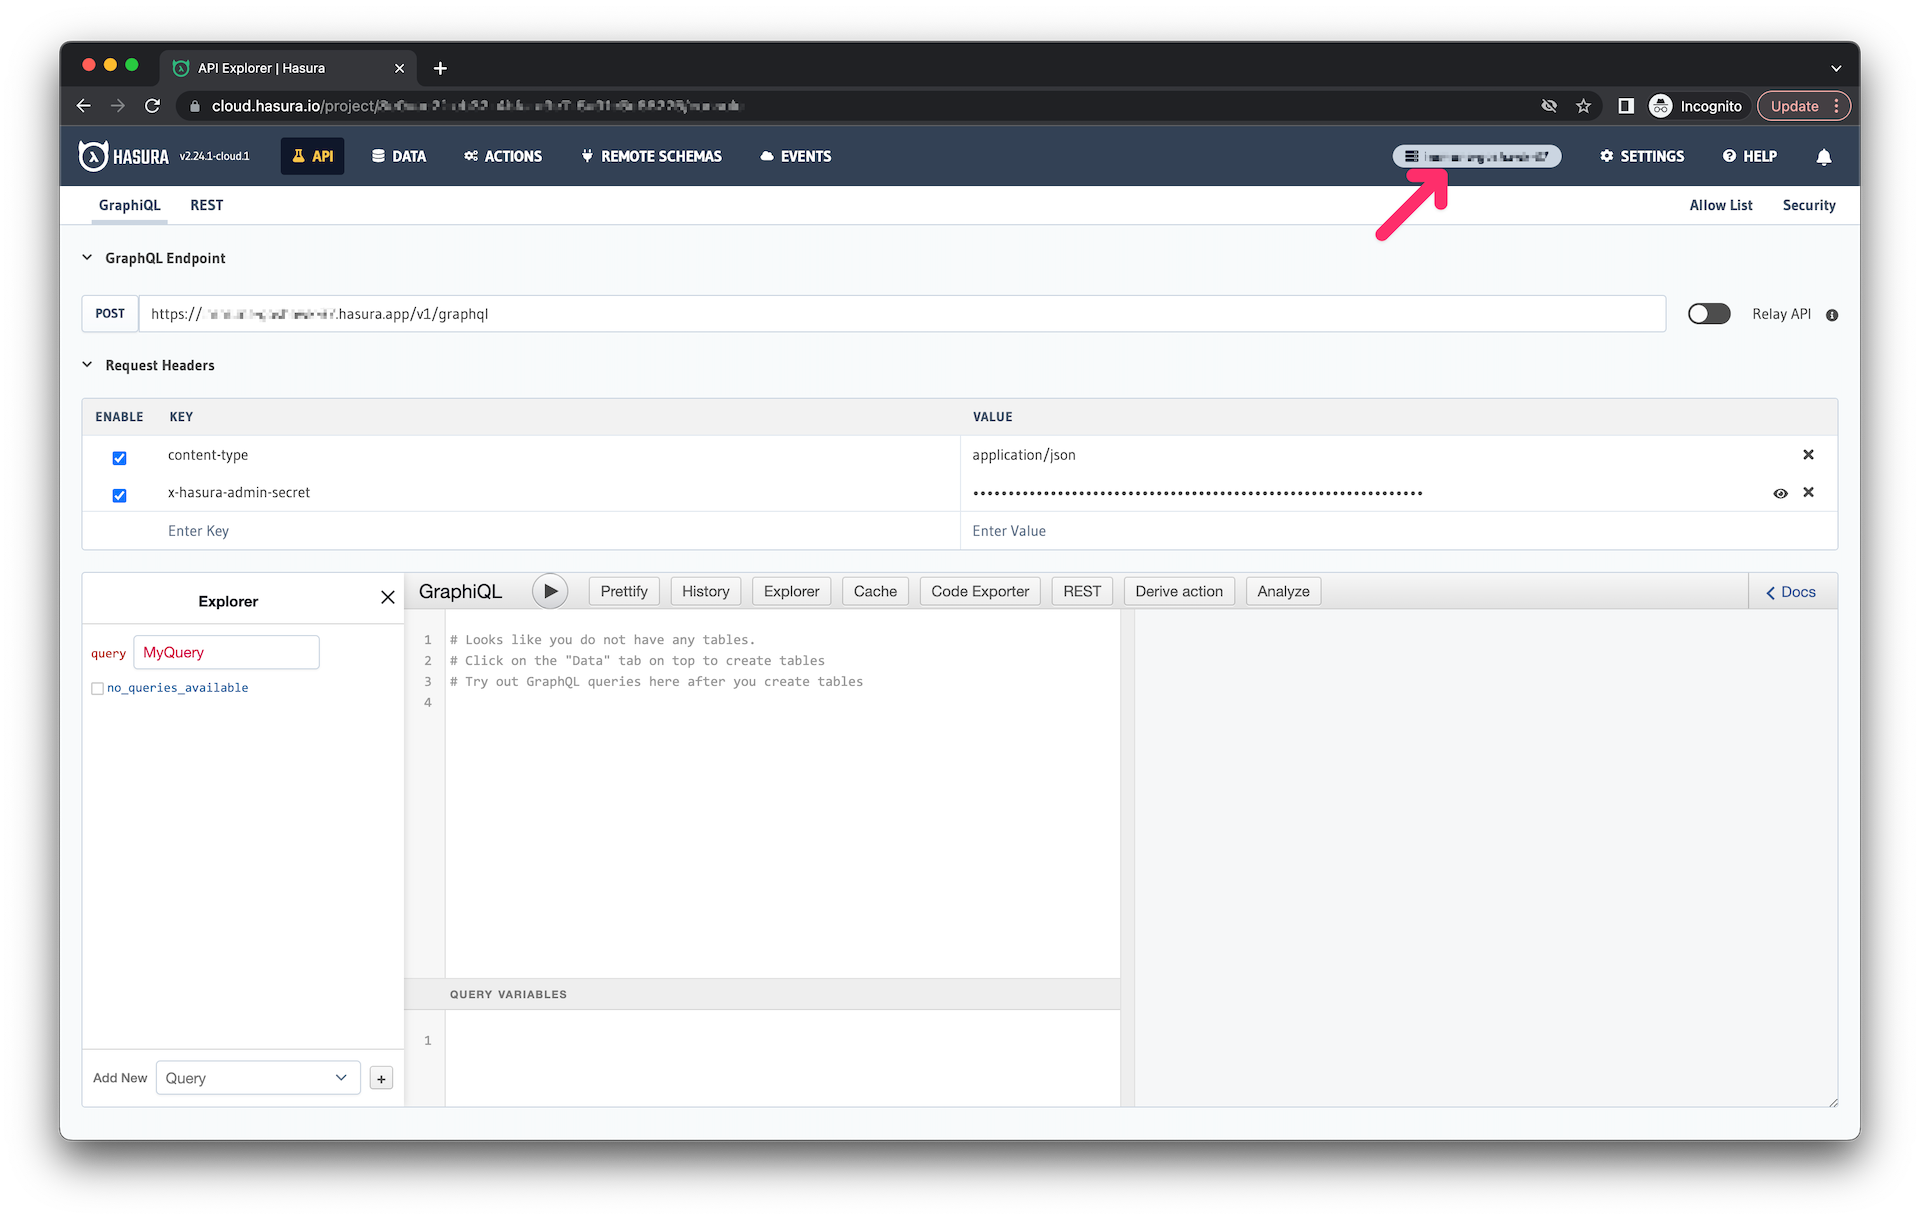 API Explorer | Hasura
cloud.hasura.io/project/
Incognito
Update
HASURA v2.24.1-cloud.1 API DATA ACTIONS REMOTE SCHEMAS EVENTS SETTINGS HELP
GraphiQL REST Allow List Security
GraphQL Endpoint
POST https:// .hasura.app/v1/graphql Relay API
Request Headers
ENABLE KEY VALUE
content-type application/json
x-hasura-admin-secret ••••••••••••••••••••••••••••••••••••••••••••••••••••••••••••••••
Enter Key Enter Value
Explorer
GraphiQL Prettify History Explorer Cache Code Exporter REST Derive action Analyze Docs
query MyQuery
no_queries_available
1 # Looks like you do not have any tables.
2 # Click on the "Data" tab on top to create tables
3 # Try out GraphQL queries here after you create tables
4
QUERY VARIABLES
1
Add New Query +